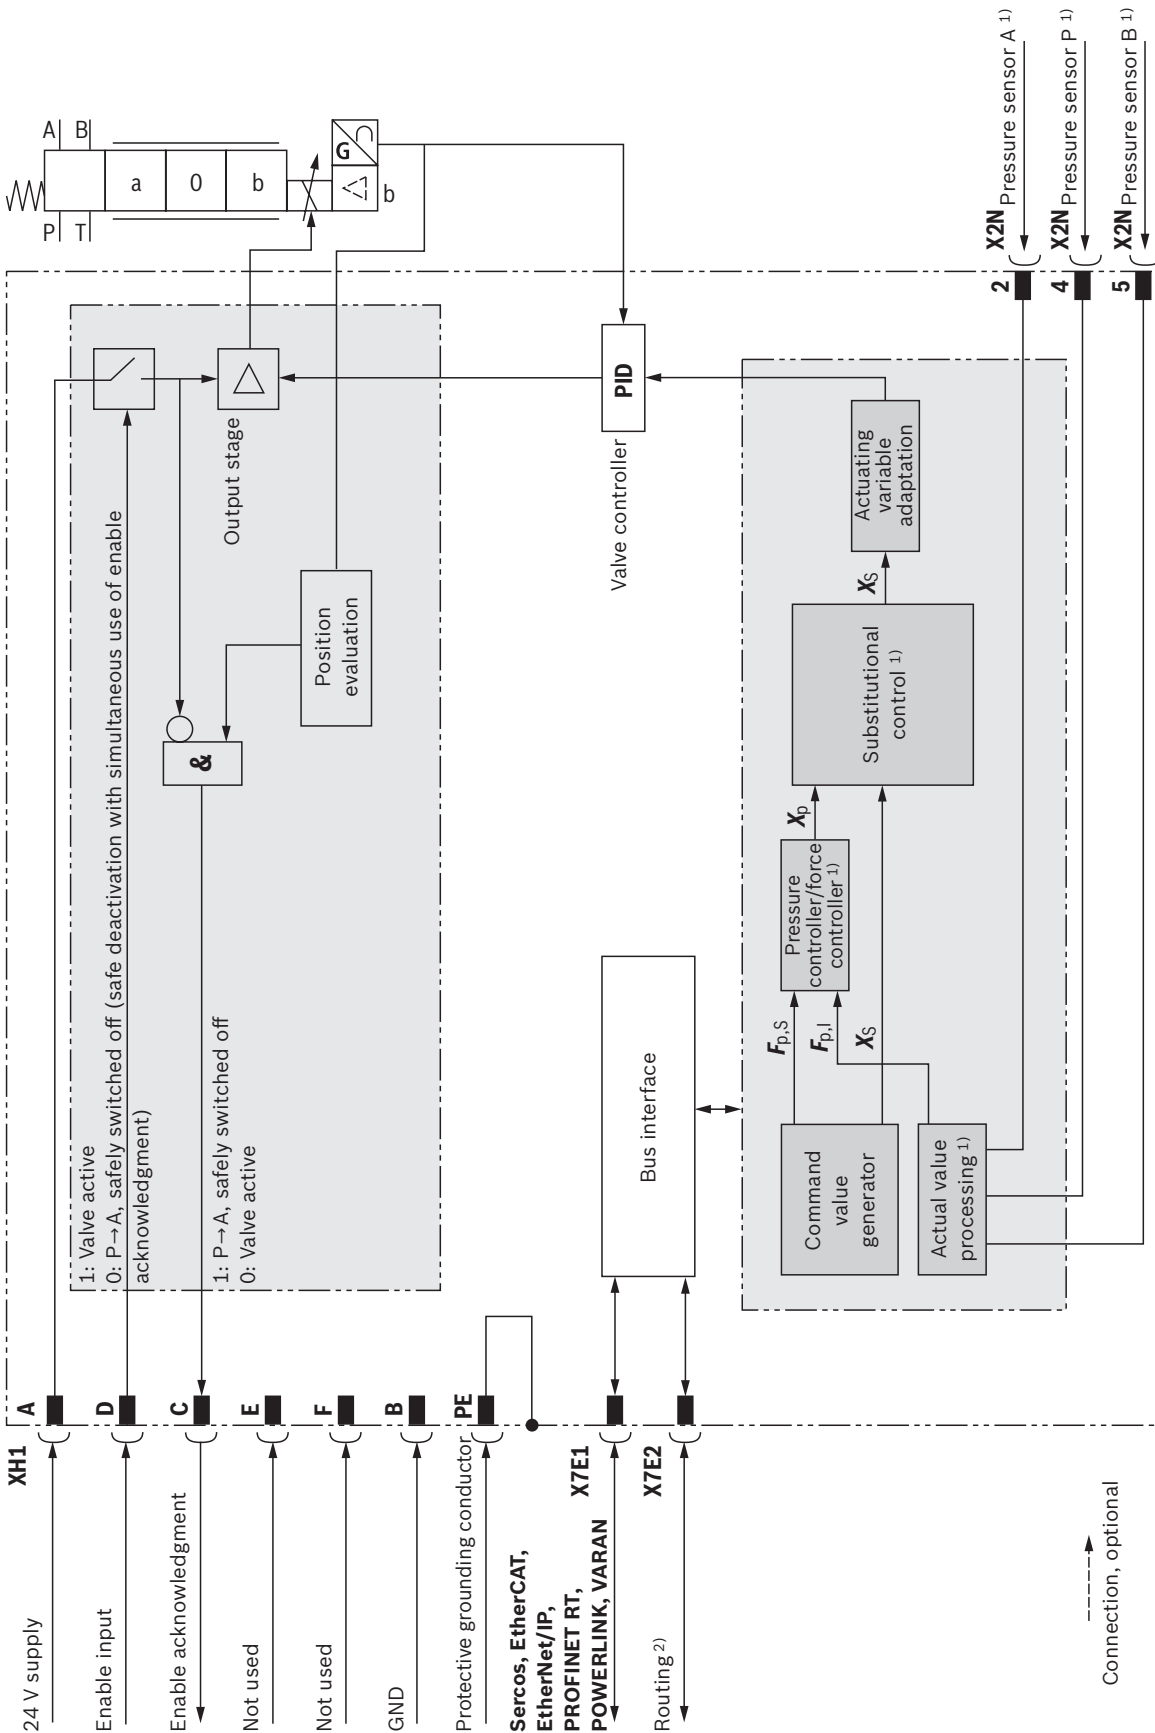 24 V supply
Enable input
Enable acknowledgment
Not used
Not used
GND
Protective grounding conductor
Sercos, EtherCAT,
EtherNet/IP,
PROFINET RT,
POWERLINK, VARAN
Routing 2)
XH1
A
D
C
E
F
B
PE
X7E1
X7E2
1: Valve active
0: P→A, safely switched off (safe deactivation with simultaneous use of enable
acknowledgment)
1: P→A, safely switched off
0: Valve active
&
Position
evaluation
Output stage
P
T
A
B
a
0
b
G
b
Bus interface
Valve controller
PID
Command
value
generator
Actual value
processing 1)
Fp,S
Fp,I
XS
Pressure
controller/force
controller 1)
Xp
Substitutional
control 1)
XS
Actuating
variable
adaptation
2
X2N
Pressure sensor A 1)
4
X2N
Pressure sensor P 1)
5
X2N
Pressure sensor B 1)
Connection, optional